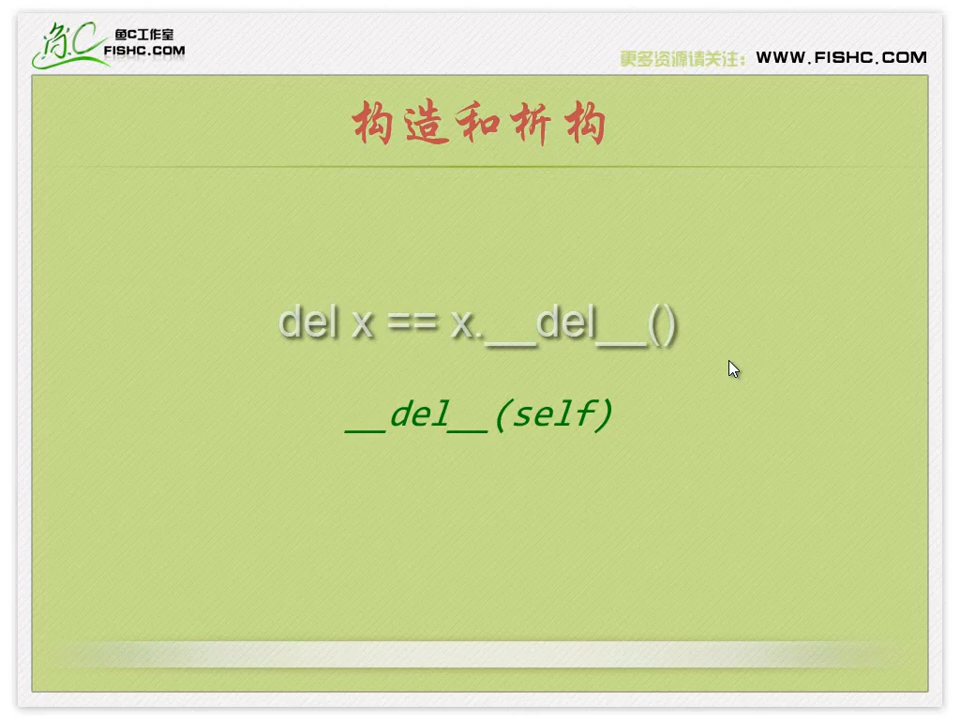 鱼C工作室
FISHC.COM
更多资源请关注：WWW.FISHC.COM
构造和析构
del x == x.__del__()
__del__(self)